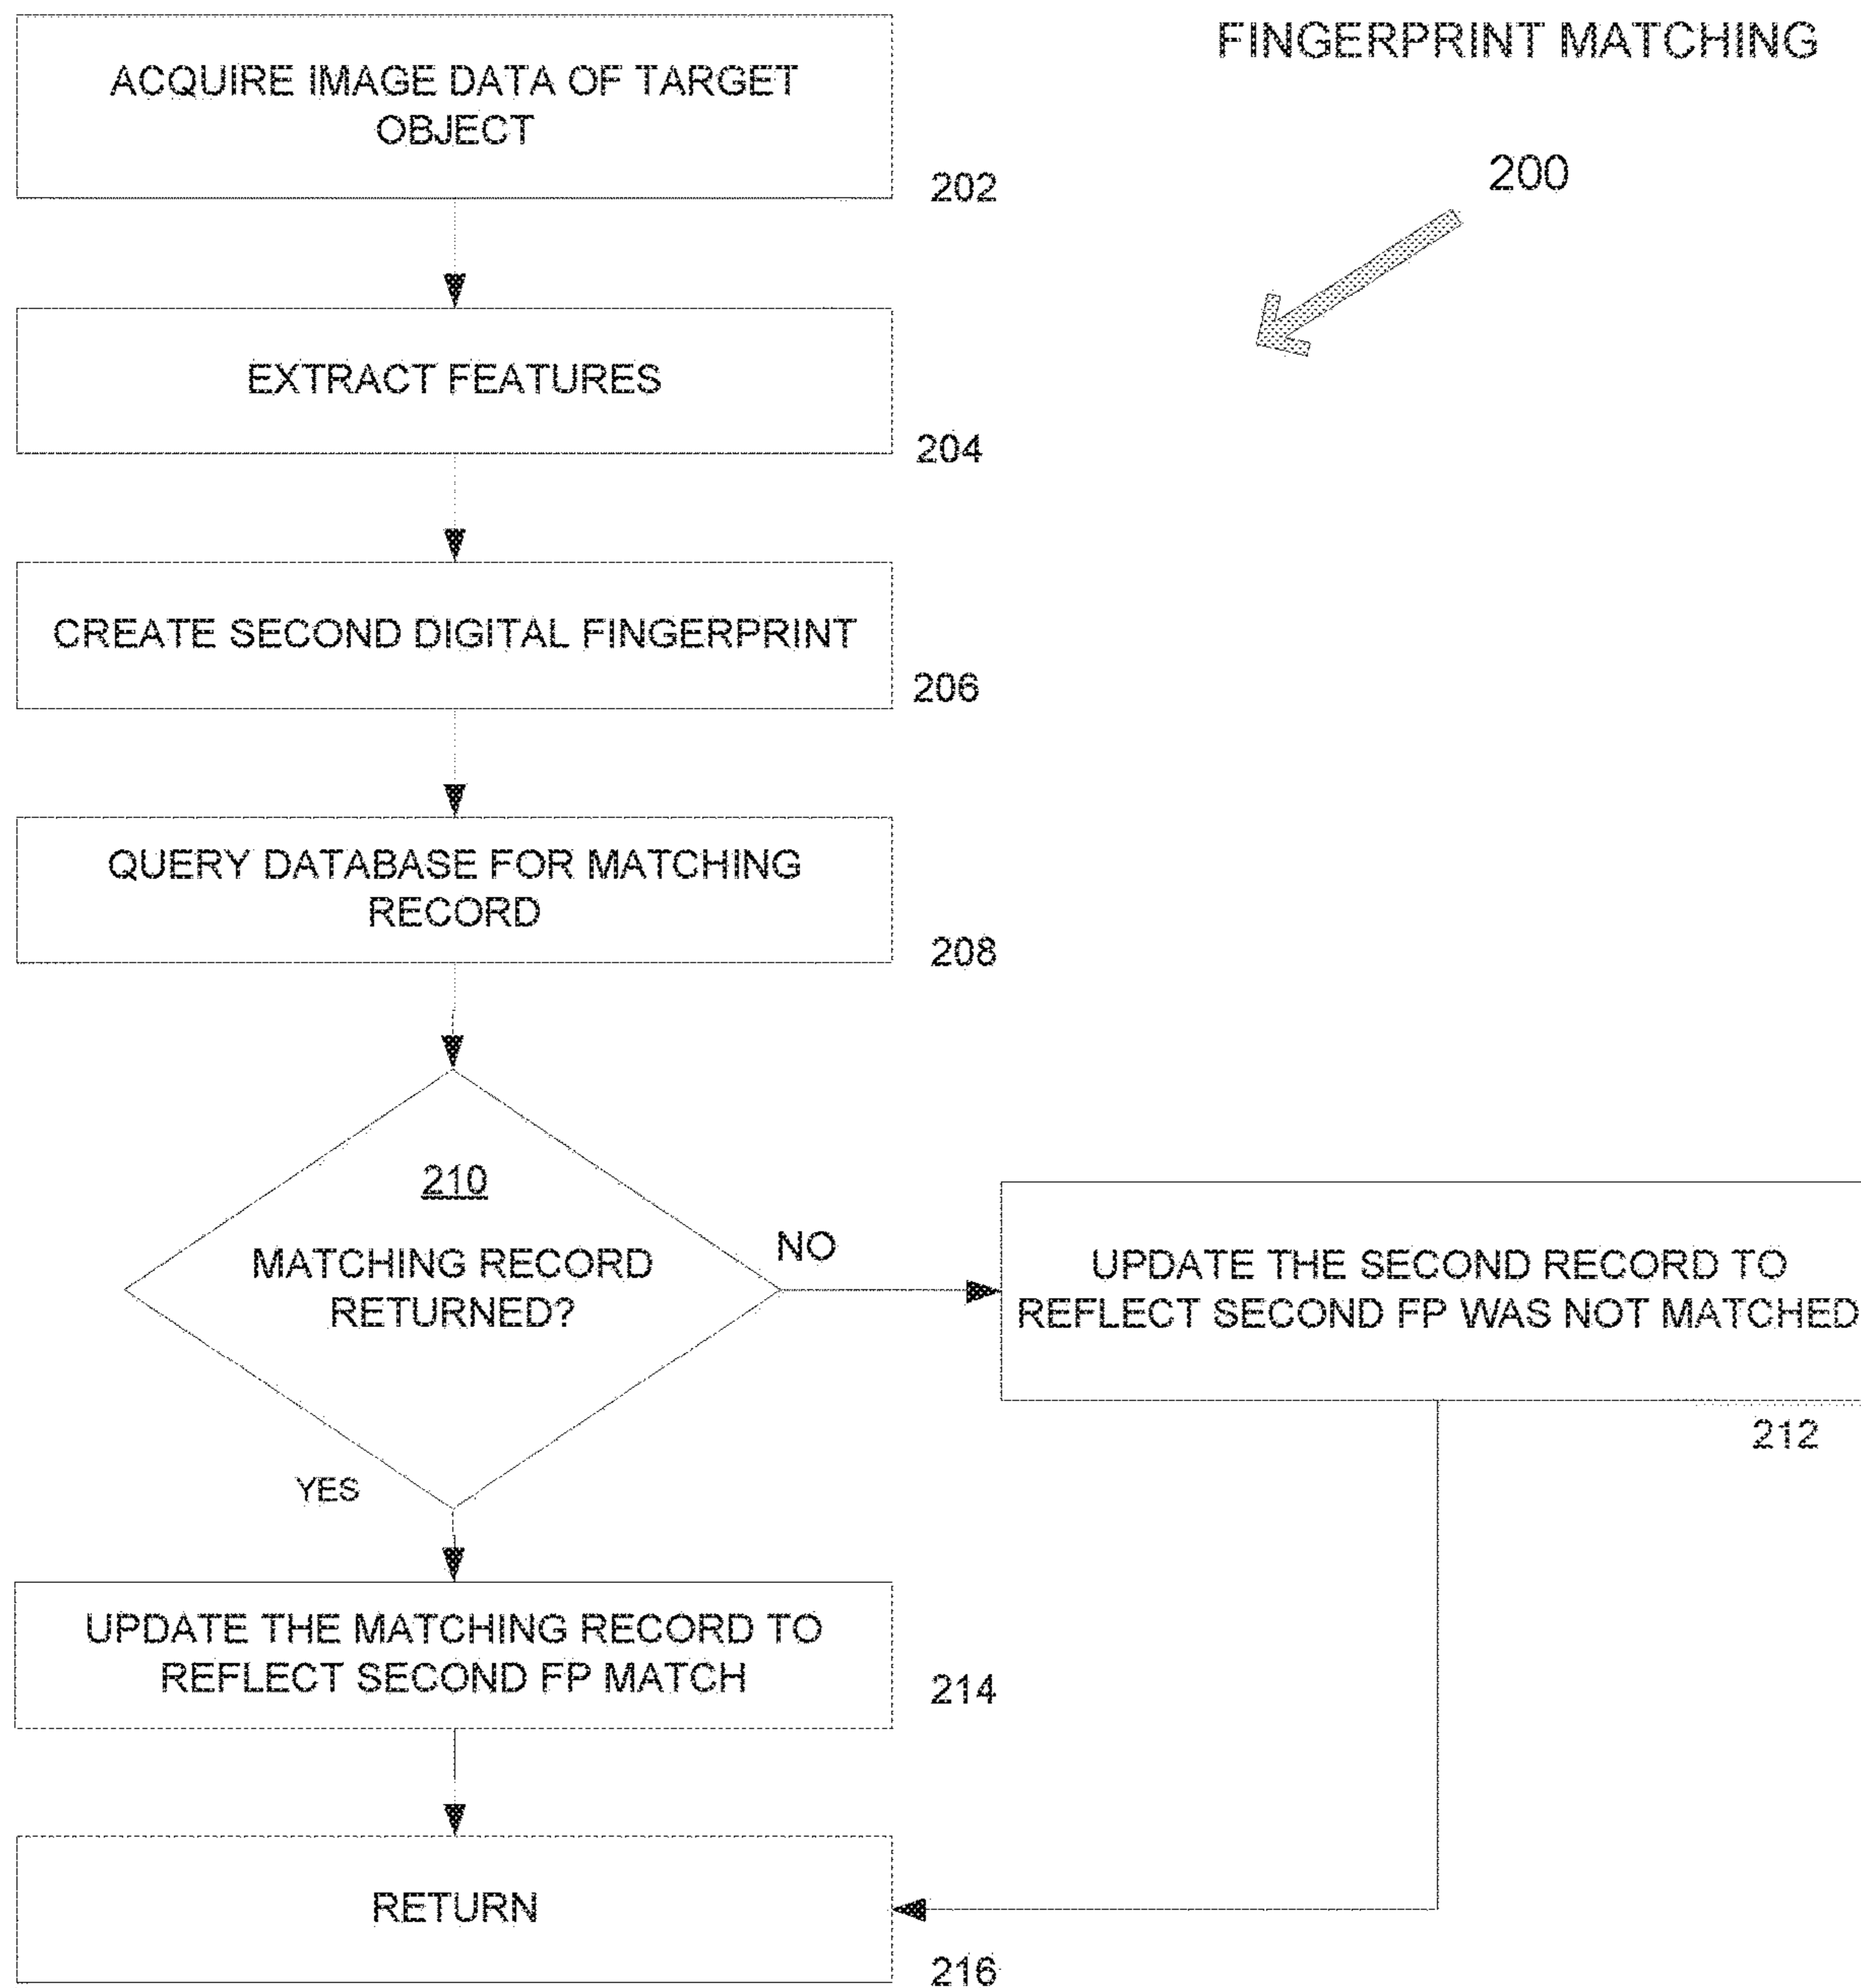 FINGERPRINT MATCHING
200
ACQUIRE IMAGE DATA OF TARGET
OBJECT
202
EXTRACT FEATURES
204
CREATE SECOND DIGITAL FINGERPRINT
206
QUERY DATABASE FOR MATCHING
RECORD
208
210
MATCHING RECORD
RETURNED?
NO
UPDATE THE SECOND RECORD TO
REFLECT SECOND FP WAS NOT MATCHED
212
YES
UPDATE THE MATCHING RECORD TO
REFLECT SECOND FP MATCH
214
RETURN
216